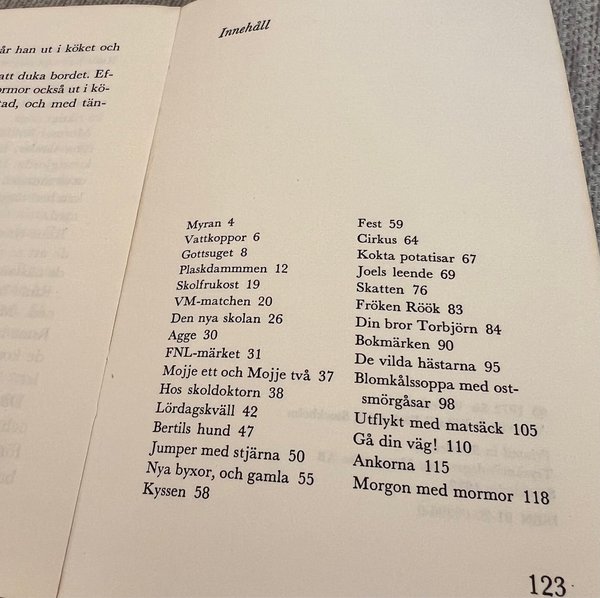 år han ut i köket och
att duka bordet. Ef-
ormor också ut i kö-
tad, och med tän-
Innehåll
Myran 4
Vattkoppor 6
Gottsuget 8
Plaskdammmen 12
Skolfrukost 19
VM-matchen 20
Den nya skolan 26
Agge 30
FNL-märket 31
Mojje ett och Mojje två 37
Hos skoldoktorn 38
Lördagskväll 42
Bertils hund 47
Jumper med stjärna 50
Nya byxor, och gamla 55
Kyssen 58
Fest 59
Cirkus 64
Kokta potatisar 67
Joels leende 69
Skatten 76
Fröken Röök 83
Din bror Torbjörn 84
Bokmärken 90
De vilda hästarna 95
Blomkålssoppa med ost-
smörgåsar 98
Utflykt med matsäck 105
Gå din väg! 110
Ankorna 115
Morgon med mormor 118
123